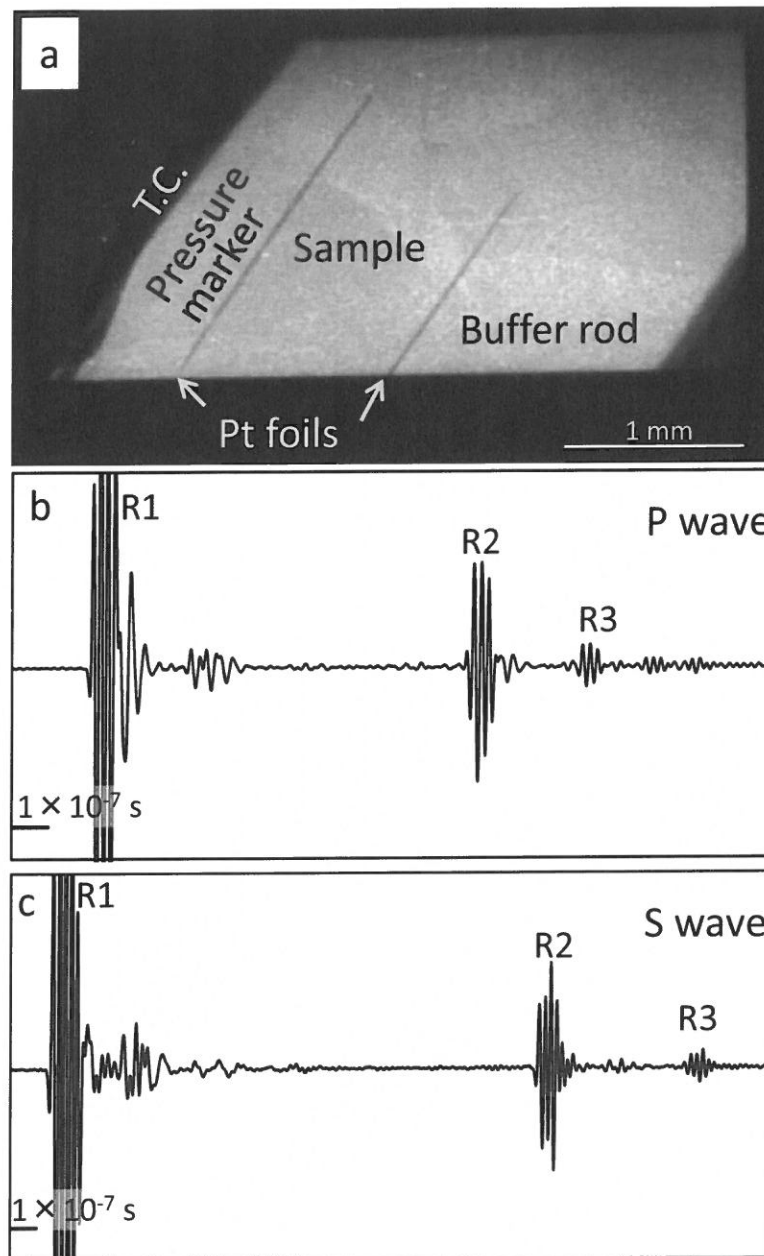 a
T.C.
Pressure
marker
Sample
Buffer rod
Pt foils
1 mm
b
R1
R2
R3
P wave
1 × 10⁻⁷ s
c
R1
R2
R3
S wave
1 × 10⁻⁷ s